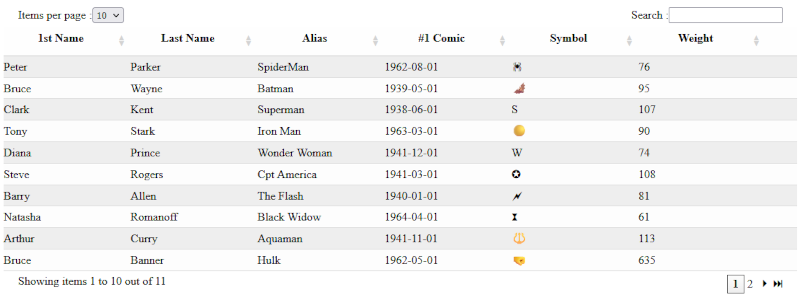 Items per page : 10 Search :
1st Name Last Name Alias #1 Comic Symbol Weight
Peter Parker SpiderMan 1962-08-01 🕷 76
Bruce Wayne Batman 1939-05-01 🦇 95
Clark Kent Superman 1938-06-01 S 107
Tony Stark Iron Man 1963-03-01 90
Diana Prince Wonder Woman 1941-12-01 W 74
Steve Rogers Cpt America 1941-03-01 ✪ 108
Barry Allen The Flash 1940-01-01 🗲 81
Natasha Romanoff Black Widow 1964-04-01 ⧗ 61
Arthur Curry Aquaman 1941-11-01 🔱 113
Bruce Banner Hulk 1962-05-01 🤜 635
Showing items 1 to 10 out of 11 1 2